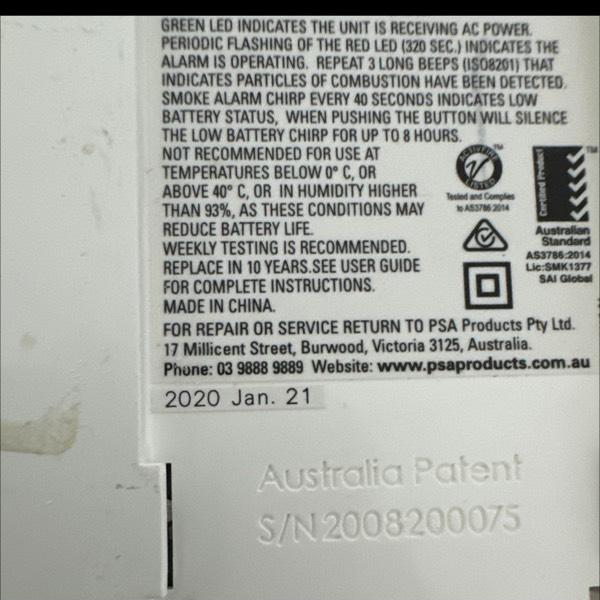 GREEN LED INDICATES THE UNIT IS RECEIVING AC POWER.
PERIODIC FLASHING OF THE RED LED (320 SEC.) INDICATES THE
ALARM IS OPERATING. REPEAT 3 LONG BEEPS (ISO8201) THAT
INDICATES PARTICLES OF COMBUSTION HAVE BEEN DETECTED.
SMOKE ALARM CHIRP EVERY 40 SECONDS INDICATES LOW
BATTERY STATUS, WHEN PUSHING THE BUTTON WILL SILENCE
THE LOW BATTERY CHIRP FOR UP TO 8 HOURS.
NOT RECOMMENDED FOR USE AT
TEMPERATURES BELOW 0° C, OR
ABOVE 40° C, OR IN HUMIDITY HIGHER
THAN 93%, AS THESE CONDITIONS MAY
REDUCE BATTERY LIFE.
WEEKLY TESTING IS RECOMMENDED.
REPLACE IN 10 YEARS.SEE USER GUIDE
FOR COMPLETE INSTRUCTIONS.
MADE IN CHINA.
ACTIVFIRE
LISTED
TM
Tested and Complies
to AS3786 2014
Certified Product
TM
Australian
Standard
AS3786:2014
Lic:SMK1377
SAI Global
FOR REPAIR OR SERVICE RETURN TO PSA Products Pty Ltd.
17 Millicent Street, Burwood, Victoria 3125, Australia.
Phone: 03 9888 9889 Website: www.psaproducts.com.au
2020 Jan. 21
Australia Patent
S/N2008200075